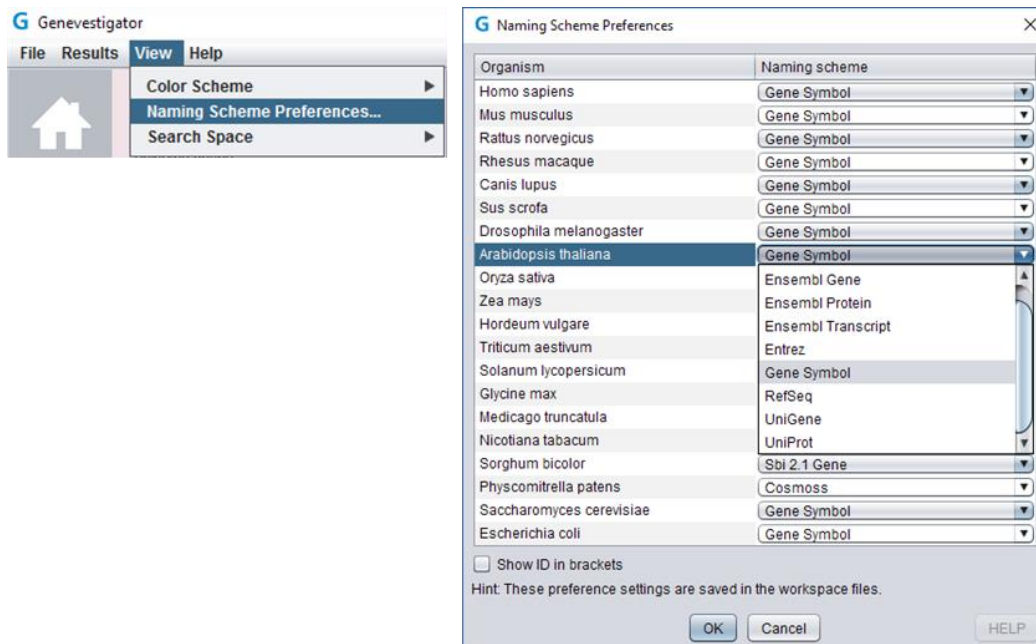 G Genevestigator
File Results View Help
Color Scheme
Naming Scheme Preferences...
Search Space
G Naming Scheme Preferences
Organism Naming scheme
Homo sapiens Gene Symbol
Mus musculus Gene Symbol
Rattus norvegicus Gene Symbol
Rhesus macaque Gene Symbol
Canis lupus Gene Symbol
Sus scrofa Gene Symbol
Drosophila melanogaster Gene Symbol
Arabidopsis thaliana Gene Symbol
Oryza sativa Ensembl Gene
Zea mays Ensembl Protein
Hordeum vulgare Ensembl Transcript
Triticum aestivum Entrez
Solanum lycopersicum Gene Symbol
Glycine max RefSeq
Medicago truncatula UniGene
Nicotiana tabacum UniProt
Sorghum bicolor Sbi 2.1 Gene
Physcomitrella patens Cosmoss
Saccharomyces cerevisiae Gene Symbol
Escherichia coli Gene Symbol
Show ID in brackets
Hint: These preference settings are saved in the workspace files.
OK Cancel HELP